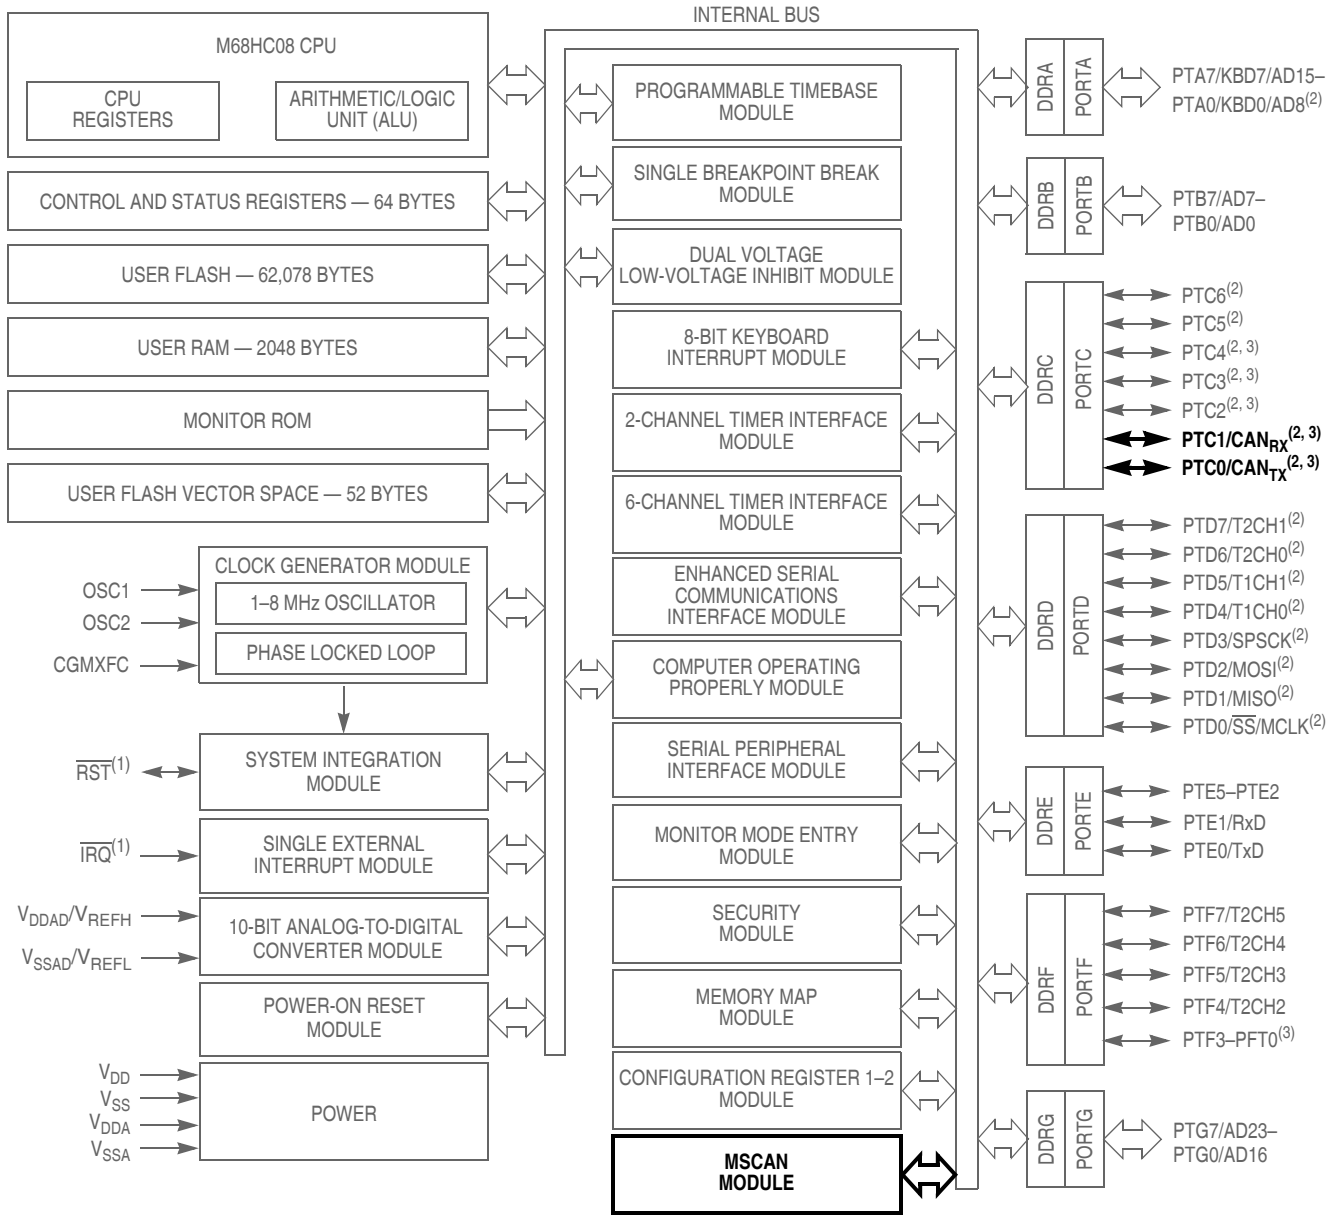 INTERNAL BUS
M68HC08 CPU
CPU
REGISTERS
ARITHMETIC/LOGIC
UNIT (ALU)
CONTROL AND STATUS REGISTERS — 64 BYTES
USER FLASH — 62,078 BYTES
USER RAM — 2048 BYTES
MONITOR ROM
USER FLASH VECTOR SPACE — 52 BYTES
OSC1
OSC2
CGMXFC
CLOCK GENERATOR MODULE
1–8 MHz OSCILLATOR
PHASE LOCKED LOOP
RST(1)
SYSTEM INTEGRATION
MODULE
IRQ(1)
SINGLE EXTERNAL
INTERRUPT MODULE
VDDAD/VREFH
VSSAD/VREFL
10-BIT ANALOG-TO-DIGITAL
CONVERTER MODULE
POWER-ON RESET
MODULE
VDD
VSS
VDDA
VSSA
POWER
PROGRAMMABLE TIMEBASE
MODULE
SINGLE BREAKPOINT BREAK
MODULE
DUAL VOLTAGE
LOW-VOLTAGE INHIBIT MODULE
8-BIT KEYBOARD
INTERRUPT MODULE
2-CHANNEL TIMER INTERFACE
MODULE
6-CHANNEL TIMER INTERFACE
MODULE
ENHANCED SERIAL
COMMUNICATIONS
INTERFACE MODULE
COMPUTER OPERATING
PROPERLY MODULE
SERIAL PERIPHERAL
INTERFACE MODULE
MONITOR MODE ENTRY
MODULE
SECURITY
MODULE
MEMORY MAP
MODULE
CONFIGURATION REGISTER 1–2
MODULE
MSCAN
MODULE
DDRA
PORTA
PTA7/KBD7/AD15–
PTA0/KBD0/AD8(2)
DDRB
PORTB
PTB7/AD7–
PTB0/AD0
DDRC
PORTC
PTC6(2)
PTC5(2)
PTC4(2, 3)
PTC3(2, 3)
PTC2(2, 3)
PTC1/CANRX(2, 3)
PTC0/CANTX(2, 3)
DDRD
PORTD
PTD7/T2CH1(2)
PTD6/T2CH0(2)
PTD5/T1CH1(2)
PTD4/T1CH0(2)
PTD3/SPSCK(2)
PTD2/MOSI(2)
PTD1/MISO(2)
PTD0/SS/MCLK(2)
DDRE
PORTE
PTE5–PTE2
PTE1/RxD
PTE0/TxD
DDRF
PORTF
PTF7/T2CH5
PTF6/T2CH4
PTF5/T2CH3
PTF4/T2CH2
PTF3–PFT0(3)
DDRG
PORTG
PTG7/AD23–
PTG0/AD16